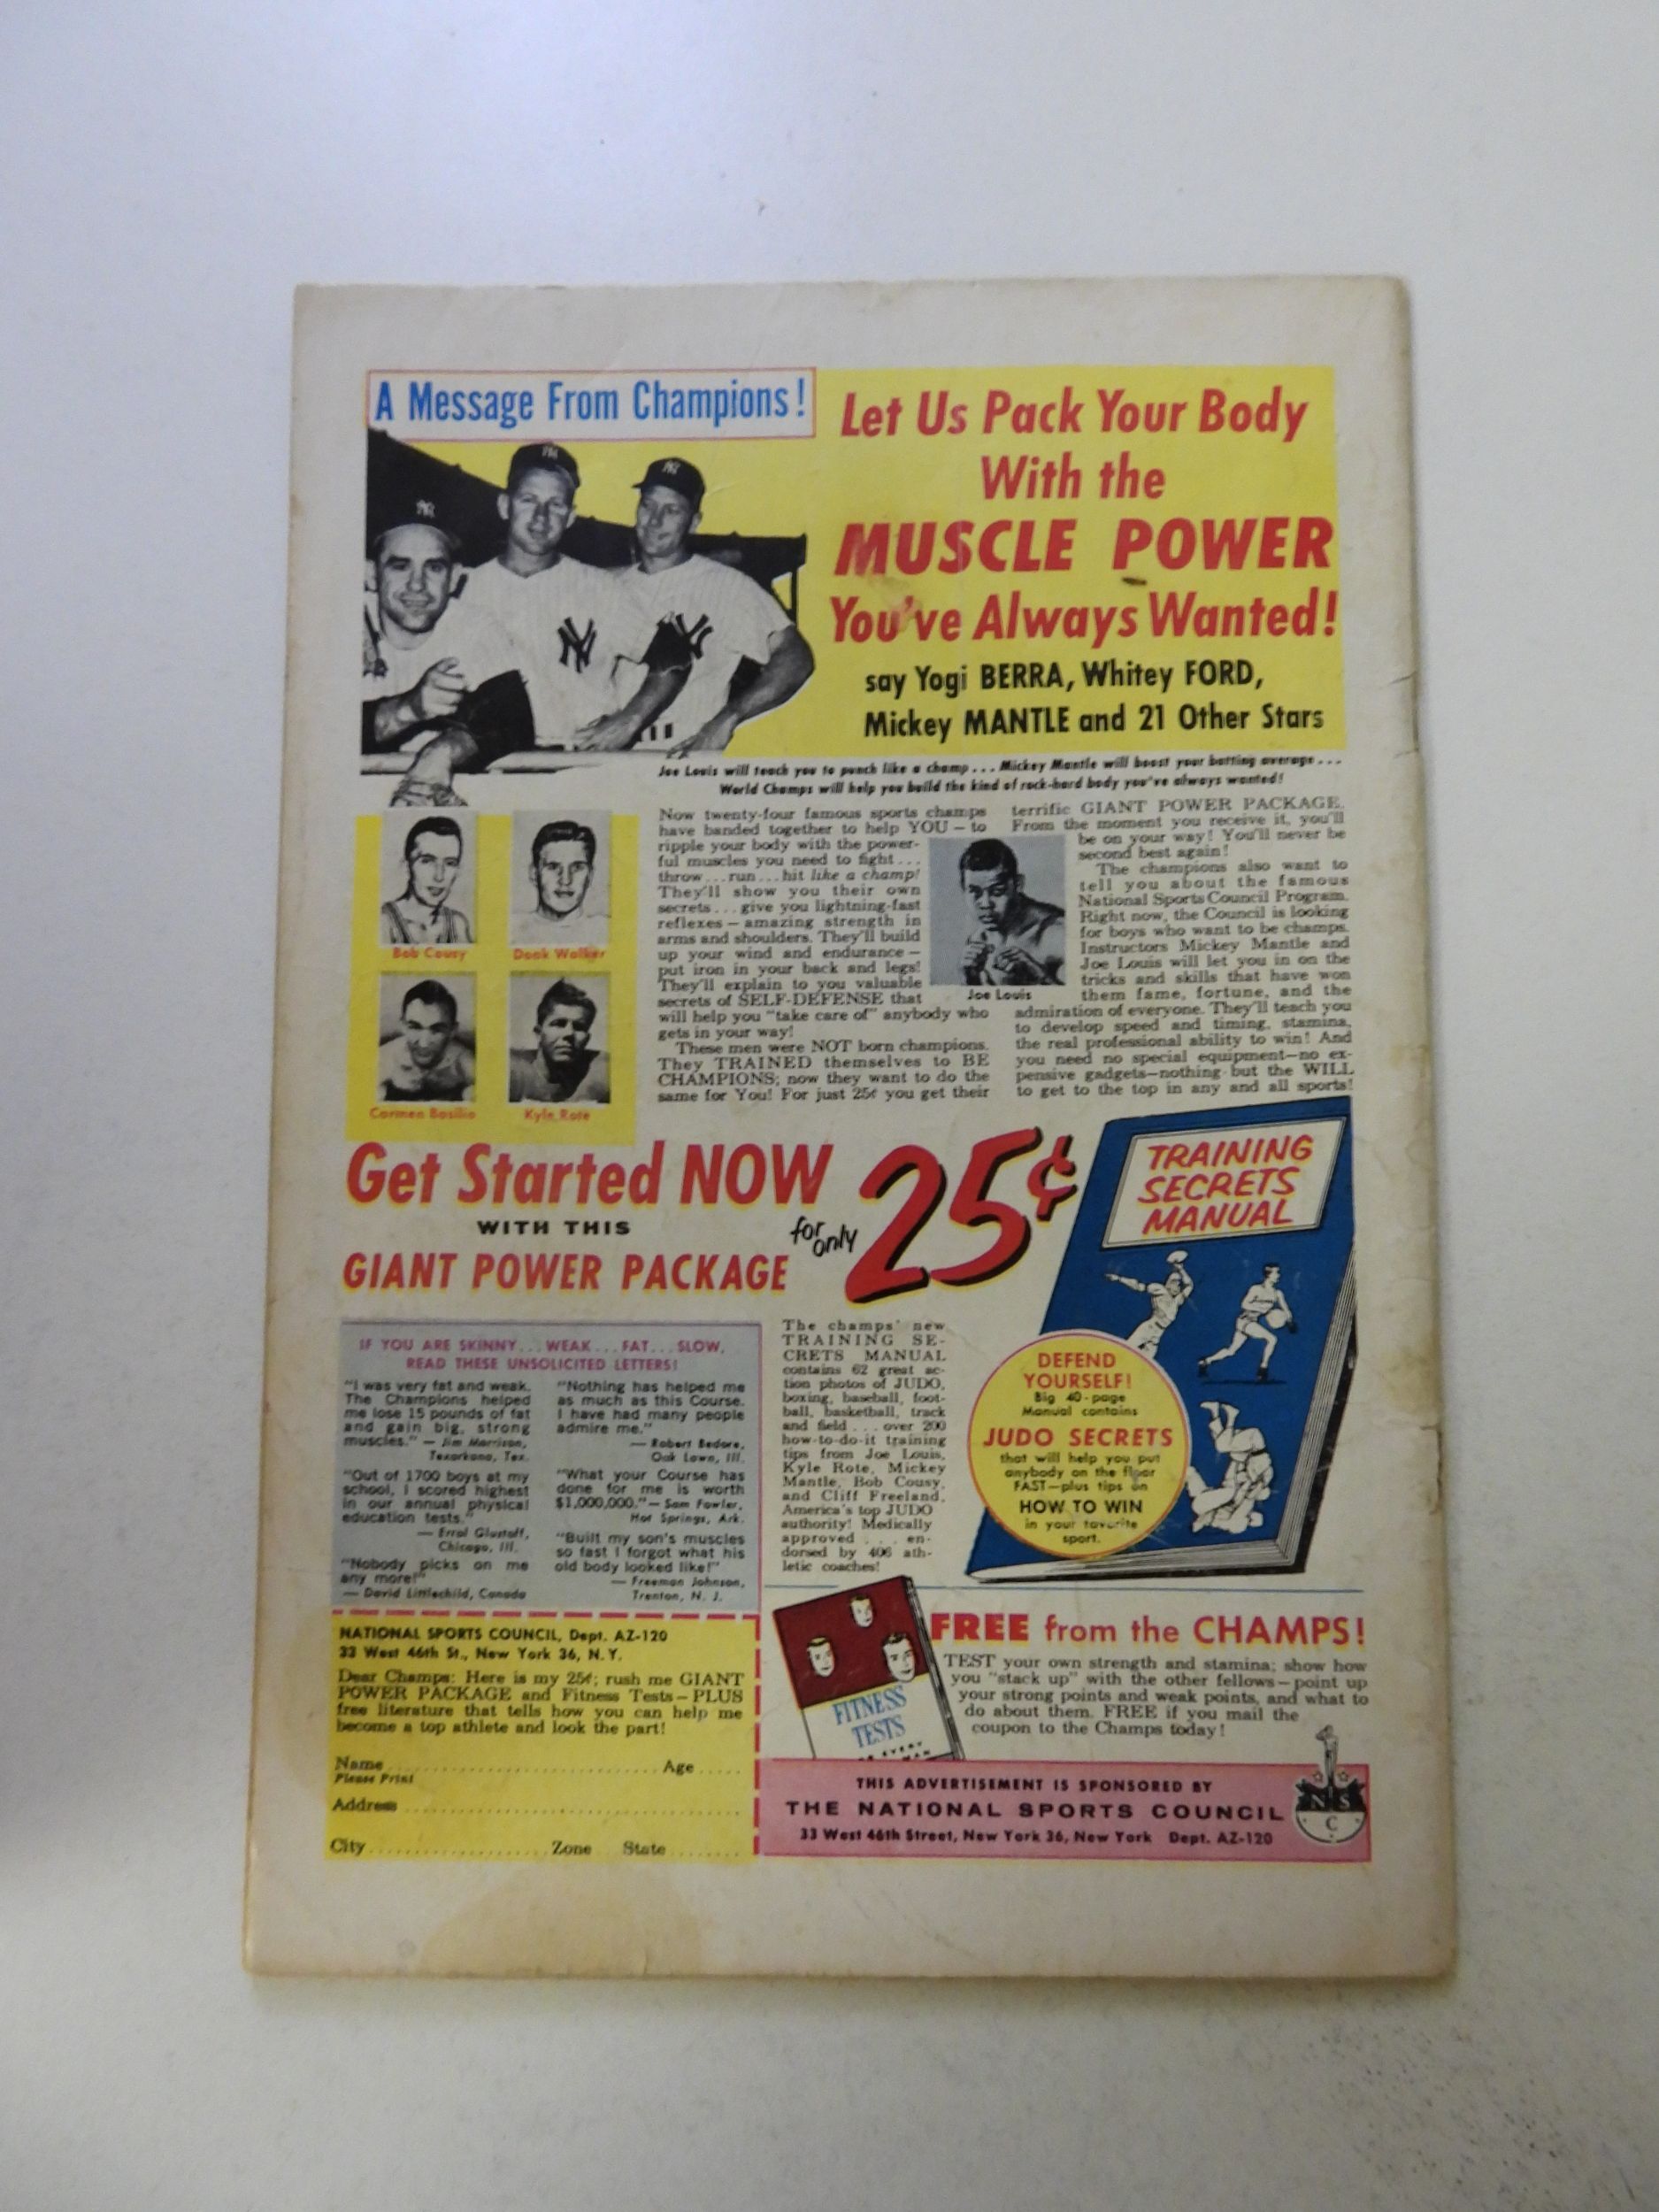 A Message From Champions!
Let Us Pack Your Body
With the
MUSCLE POWER
You've Always Wanted!
say Yogi BERRA, Whitey FORD,
Mickey MANTLE and 21 Other Stars
Joe Louis will teach you to punch like a champ . . . Mickey Mantle will boost your batting average . . .
World Champs will help you build the kind of rock-hard body you've always wanted!
Bob Cousy
Doak Walker
Carmen Basilio
Kyle Rote
Now twenty-four famous sports champs
have banded together to help YOU — to
ripple your body with the power-
ful muscles you need to fight . . .
throw . . . run . . . hit like a champ!
They'll show you their own
secrets . . . give you lightning-fast
reflexes — amazing strength in
arms and shoulders. They'll build
up your wind and endurance —
put iron in your back and legs!
They'll explain to you valuable
secrets of SELF-DEFENSE that
will help you "take care of" anybody who
gets in your way!
These men were NOT born champions.
They TRAINED themselves to BE
CHAMPIONS; now they want to do the
same for You! For just 25¢ you get their
Joe Louis
terrific GIANT POWER PACKAGE.
From the moment you receive it, you'll
be on your way! You'll never be
second best again!
The champions also want to
tell you about the famous
National Sports Council Program.
Right now, the Council is looking
for boys who want to be champs.
Instructors Mickey Mantle and
Joe Louis will let you in on the
tricks and skills that have won
them fame, fortune, and the
admiration of everyone. They'll teach you
to develop speed and timing, stamina,
the real professional ability to win! And
you need no special equipment—no ex-
pensive gadgets—nothing but the WILL
to get to the top in any and all sports!
Get Started NOW
WITH THIS
GIANT POWER PACKAGE
for only
25¢
TRAINING
SECRETS
MANUAL
DEFEND
YOURSELF!
Big 40-page
Manual contains
JUDO SECRETS
that will help you put
anybody on the floor
FAST—plus tips on
HOW TO WIN
in your favorite
sport.
IF YOU ARE SKINNY . . . WEAK . . . FAT . . . SLOW,
READ THESE UNSOLICITED LETTERS!
"I was very fat and weak.
The Champions helped
me lose 15 pounds of fat
and gain big, strong
muscles." — Jim Morrison,
Texarkana, Tex.
"Out of 1700 boys at my
school, I scored highest
in our annual physical
education tests."
— Errol Glustoff,
Chicago, Ill.
"Nobody picks on me
any more!"
— David Littlechild, Canada
"Nothing has helped me
as much as this Course.
I have had many people
admire me."
— Robert Bedore,
Oak Lawn, Ill.
"What your Course has
done for me is worth
$1,000,000." — Sam Fowler,
Hot Springs, Ark.
"Built my son's muscles
so fast I forgot what his
old body looked like!"
— Freeman Johnson,
Trenton, N. J.
The champs' new
TRAINING SE-
CRETS MANUAL
contains 62 great ac-
tion photos of JUDO,
boxing, baseball, foot-
ball, basketball, track
and field . . . over 200
how-to-do-it training
tips from Joe Louis,
Kyle Rote, Mickey
Mantle, Bob Cousy,
and Cliff Freeland,
America's top JUDO
authority! Medically
approved . . . en-
dorsed by 406 ath-
letic coaches!
NATIONAL SPORTS COUNCIL, Dept. AZ-120
33 West 46th St., New York 36, N. Y.
Dear Champs: Here is my 25¢; rush me GIANT
POWER PACKAGE and Fitness Tests — PLUS
free literature that tells how you can help me
become a top athlete and look the part!
Name Age
Please Print
Address
City Zone State
FITNESS
TESTS
EVERY
FREE from the CHAMPS!
TEST your own strength and stamina; show how
you "stack up" with the other fellows — point up
your strong points and weak points, and what to
do about them. FREE if you mail the
coupon to the Champs today!
THIS ADVERTISEMENT IS SPONSORED BY
THE NATIONAL SPORTS COUNCIL
33 West 46th Street, New York 36, New York Dept. AZ-120
N S
C